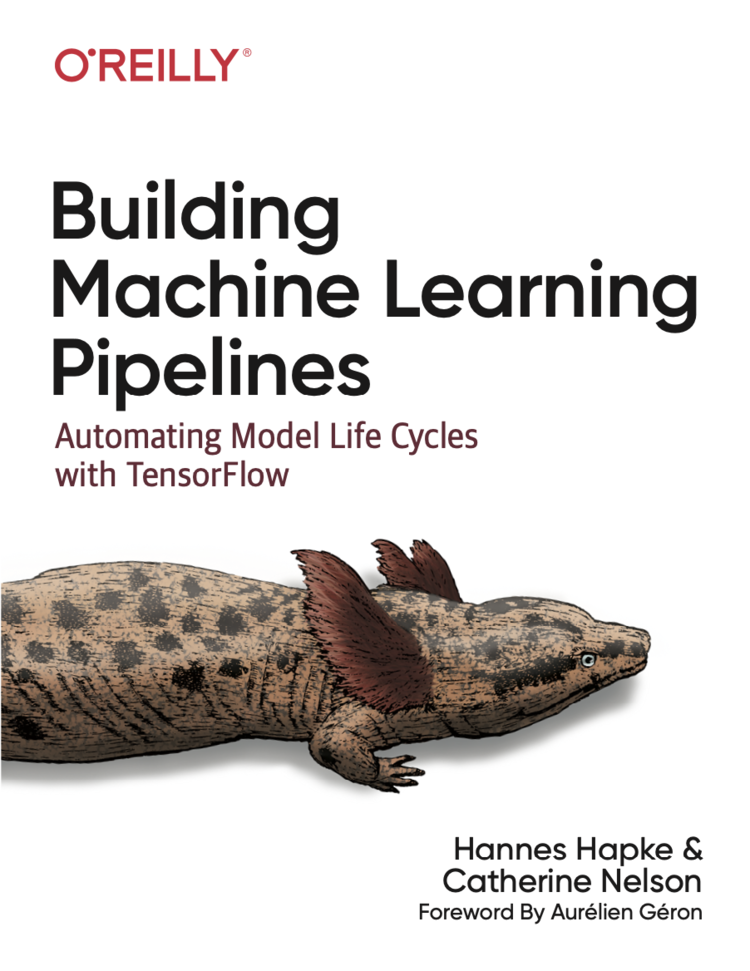 O'REILLY®
Building
Machine Learning
Pipelines
Automating Model Life Cycles
with TensorFlow
Hannes Hapke &
Catherine Nelson
Foreword By Aurélien Géron